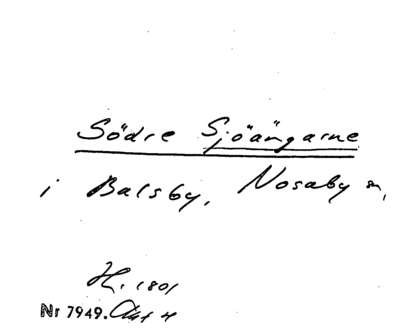 Södre Sjöängarne
i Balsby, Nosaby sn,
H. 1801
Nr 7949. Akt 4